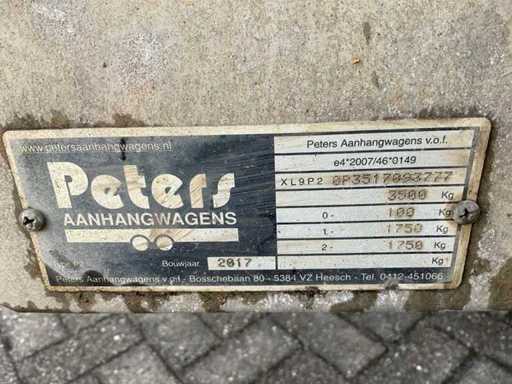 www.petersaanhangwagens.nl
Peters
AANHANGWAGENS
Bouwjaar 2017
Peters Aanhangwagens v.o.f.
e4*2007/46*0149
XL9P2 0P3517093777
3500 Kg
0- 100 Kg
1- 1750 Kg
2- 1750 Kg
Kg
Peters Aanhangwagens v.o.f - Bosschebaan 80 - 5384 VZ Heesch - Tel. 0412-451066